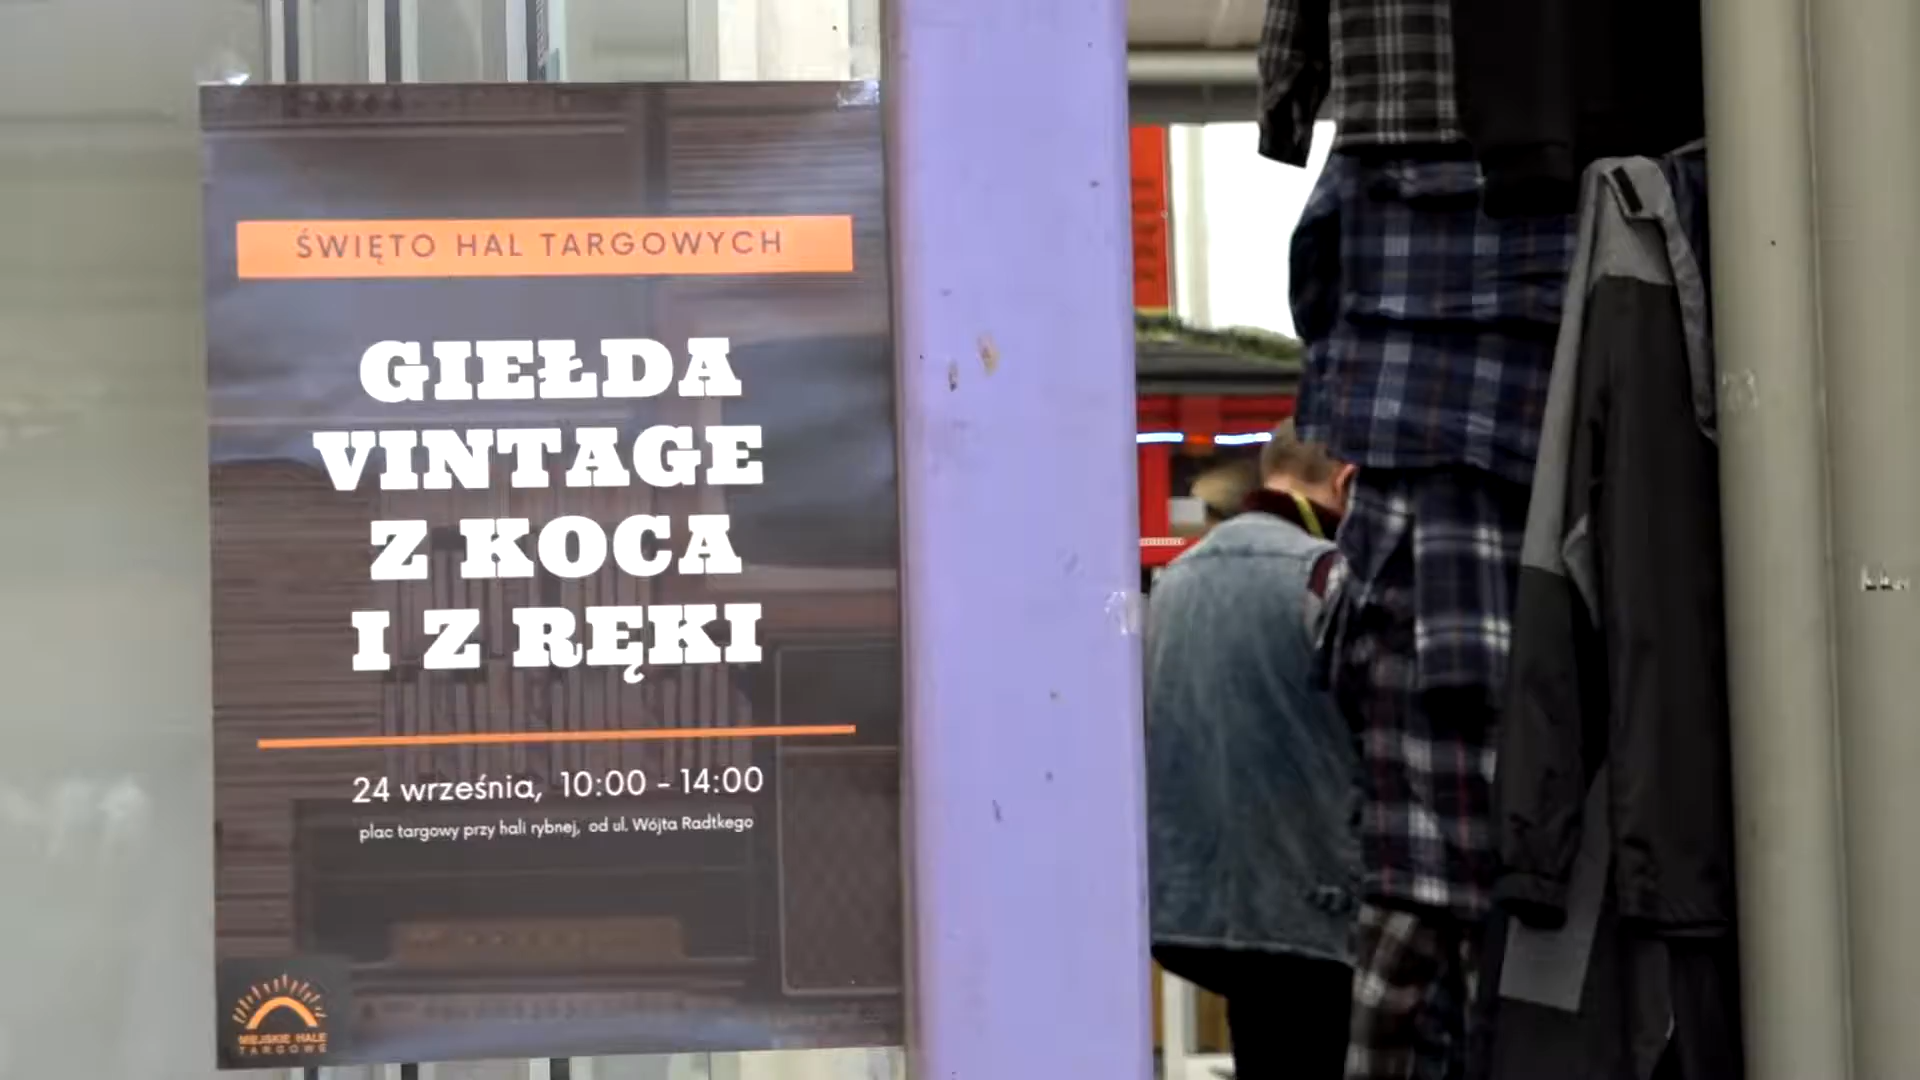 ŚWIĘTO HAL TARGOWYCH
GIEŁDA
VINTAGE
Z KOCA
I Z RĘKI
24 września, 10:00 - 14:00
plac targowy przy hali rybnej, od ul. Wójta Radtkego
MIEJSKIE HALE
TARGOWE